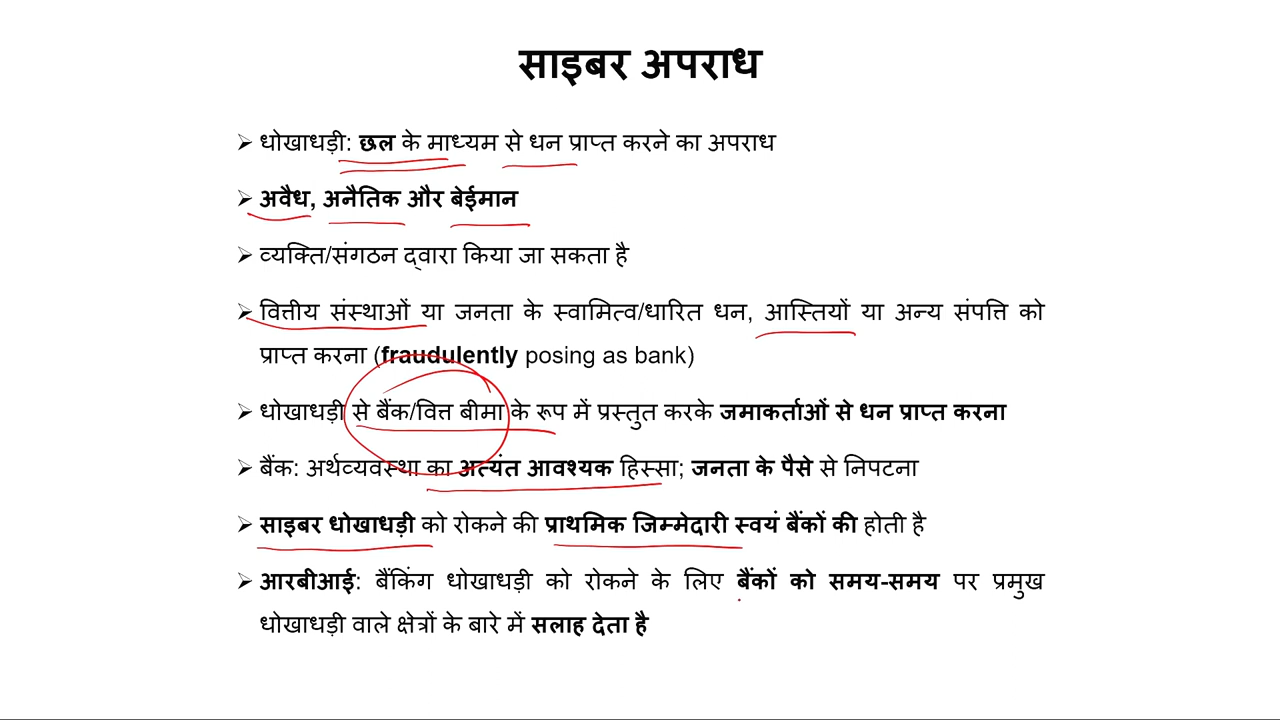 साइबर अपराध
➢ धोखाधड़ी: छल के माध्यम से धन प्राप्त करने का अपराध
➢ अवैध, अनैतिक और बेईमान
➢ व्यक्ति/संगठन द्वारा किया जा सकता है
➢ वित्तीय संस्थाओं या जनता के स्वामित्व/धारित धन, आस्तियों या अन्य संपत्ति को
प्राप्त करना (fraudulently posing as bank)
➢ धोखाधड़ी से बैंक/वित्त बीमा के रूप में प्रस्तुत करके जमाकर्ताओं से धन प्राप्त करना
➢ बैंक: अर्थव्यवस्था का अत्यंत आवश्यक हिस्सा; जनता के पैसे से निपटना
➢ साइबर धोखाधड़ी को रोकने की प्राथमिक जिम्मेदारी स्वयं बैंकों की होती है
➢ आरबीआई: बैंकिंग धोखाधड़ी को रोकने के लिए बैंकों को समय-समय पर प्रमुख
धोखाधड़ी वाले क्षेत्रों के बारे में सलाह देता है